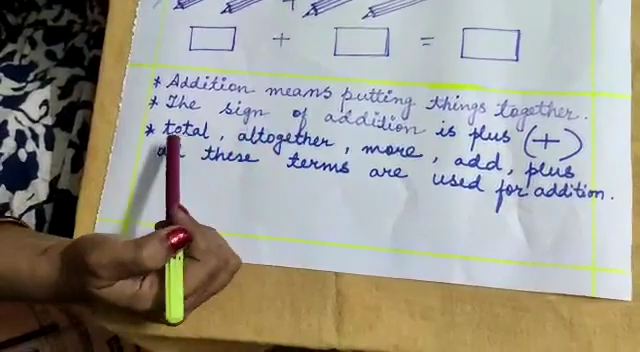 +
+ =
* Addition means putting things together.
* The sign of addition is plus (+)
* total, altogether, more, add, plus
all these terms are used for addition.